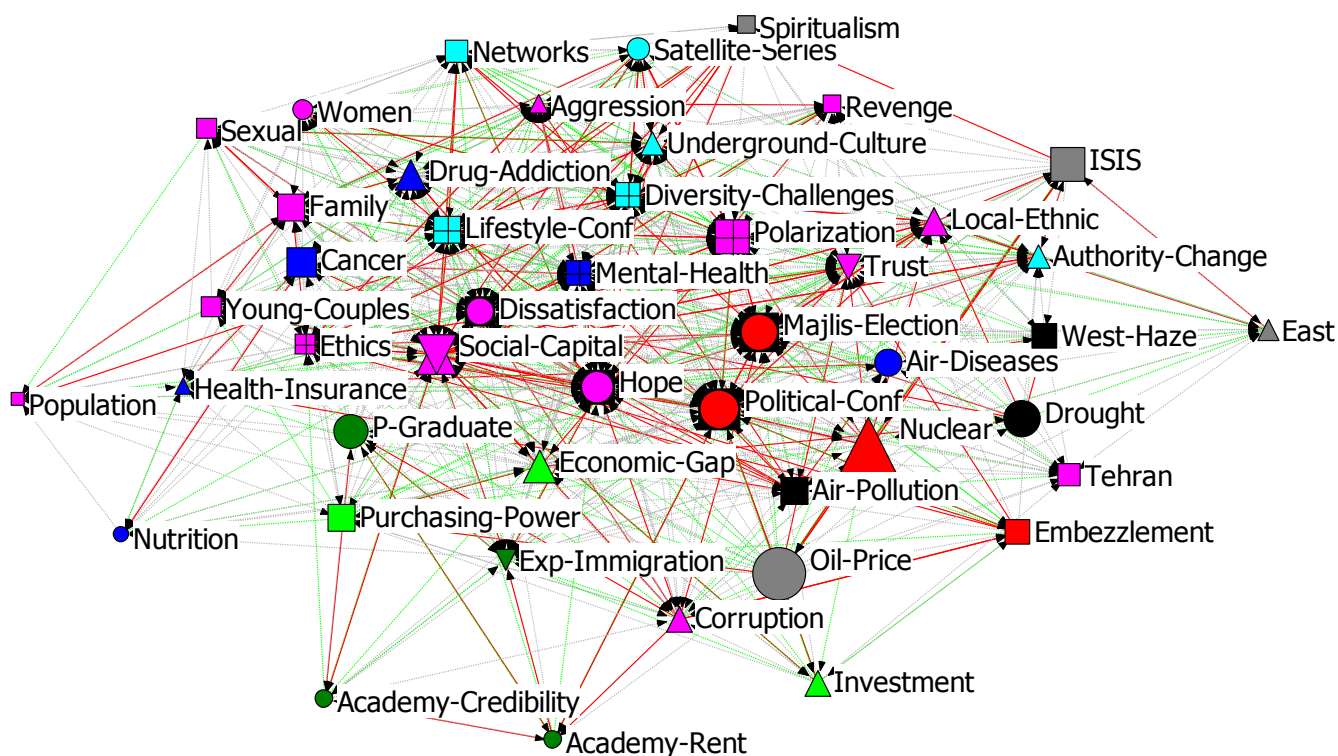 Spiritualism
Networks
Satellite-Series
Women
Aggression
Revenge
Sexual
Underground-Culture
ISIS
Drug-Addiction
Diversity-Challenges
Family
Lifestyle-Conf
Polarization
Local-Ethnic
Cancer
Mental-Health
Trust
Authority-Change
Young-Couples
Dissatisfaction
Majlis-Election
West-Haze
East
Ethics
Social-Capital
Air-Diseases
Health-Insurance
Hope
Population
Political-Conf
Drought
P-Graduate
Nuclear
Economic-Gap
Air-Pollution
Tehran
Purchasing-Power
Embezzlement
Nutrition
Exp-Immigration
Oil-Price
Corruption
Investment
Academy-Credibility
Academy-Rent